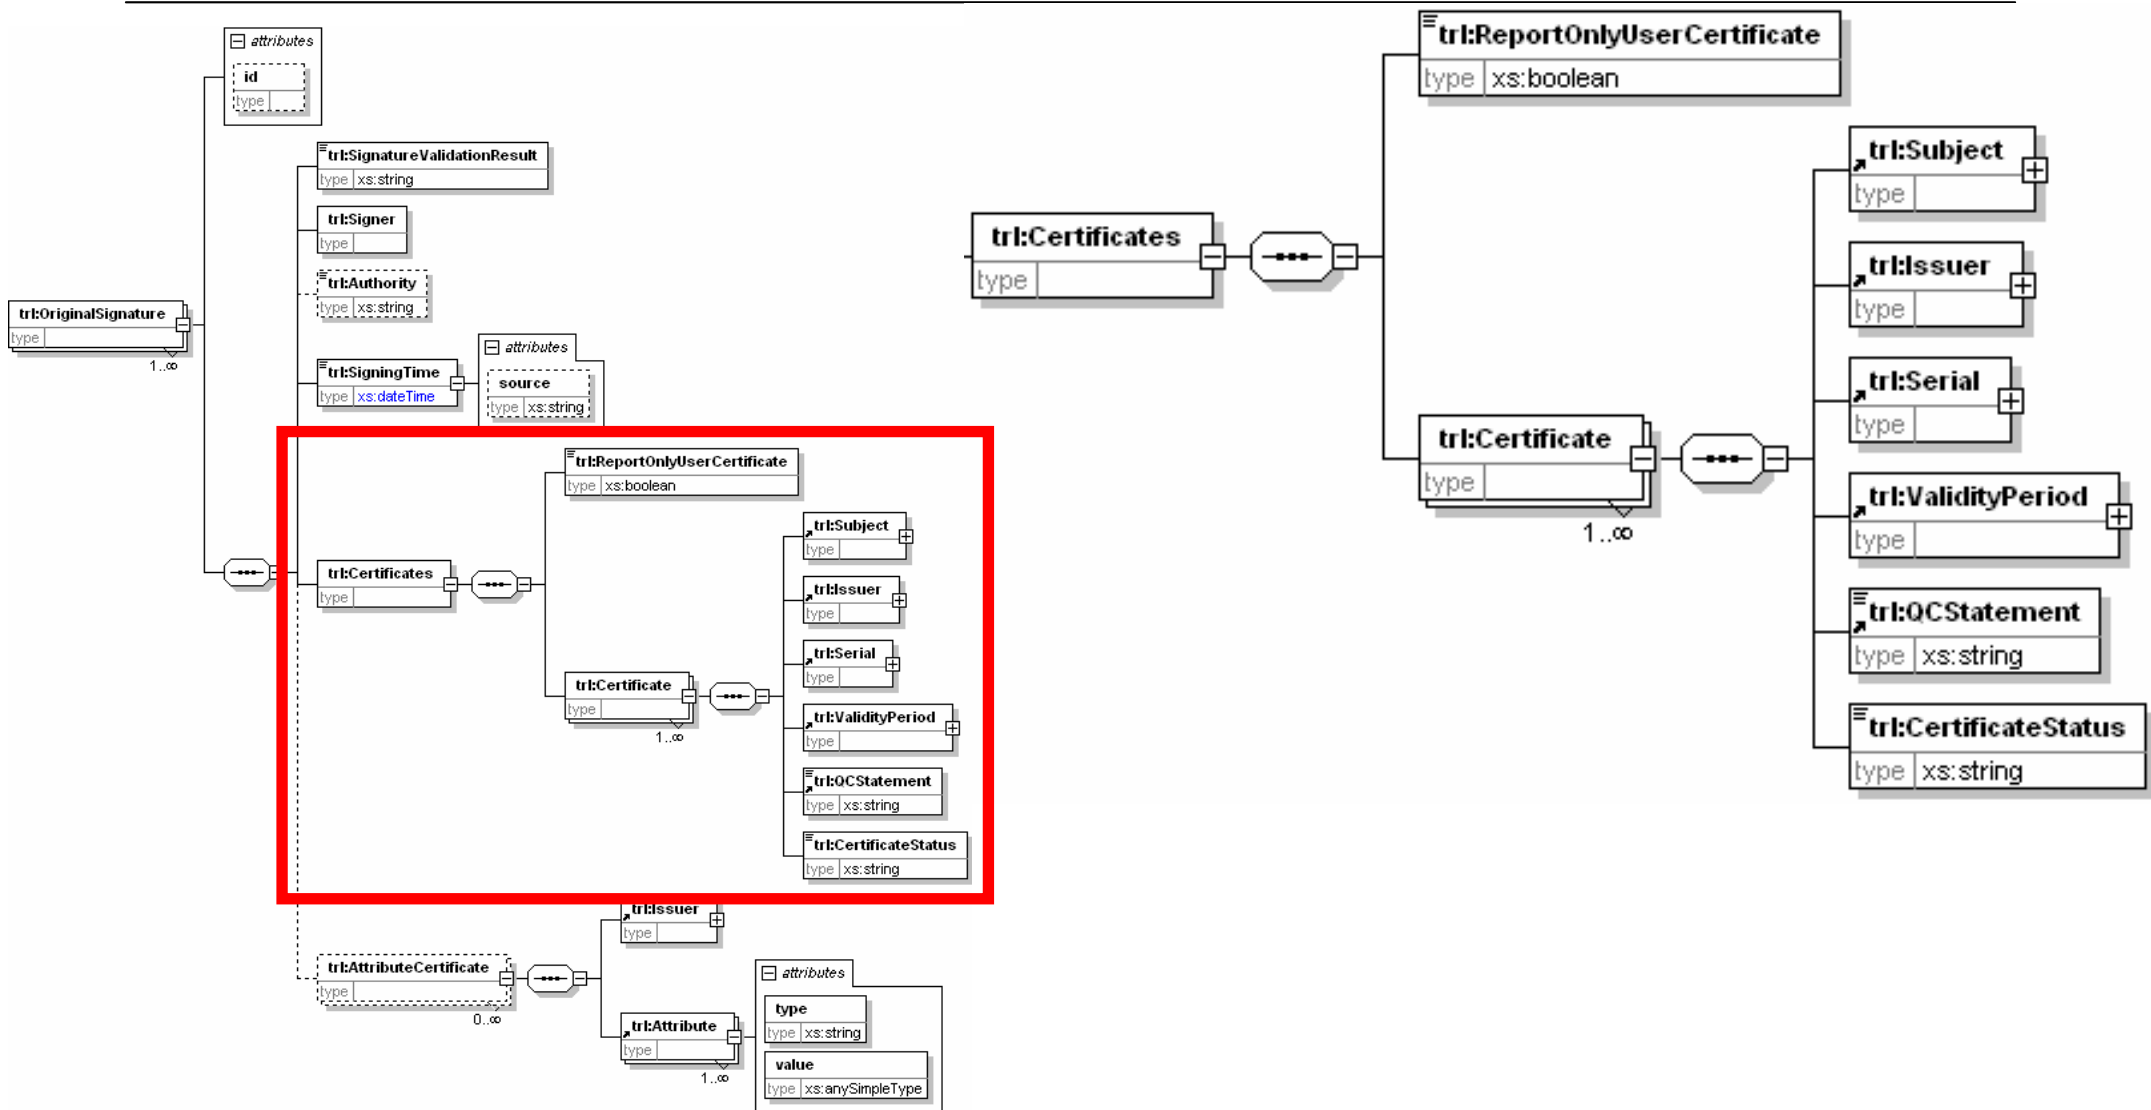 attributes
id
type
trl:SignatureValidationResult
type xs:string
trl:Signer
type
trl:Authority
type xs:string
trl:OriginalSignature
type
1..∞
trl:SigningTime
type xs:dateTime
attributes
source
type xs:string
trl:ReportOnlyUserCertificate
type xs:boolean
trl:Certificates
type
trl:Certificate
type
1..∞
trl:Subject
type
trl:Issuer
type
trl:Serial
type
trl:ValidityPeriod
type
trl:QCStatement
type xs:string
trl:CertificateStatus
type xs:string
trl:Issuer
type
trl:AttributeCertificate
type
0..∞
trl:Attribute
type
1..∞
attributes
type
type xs:string
value
type xs:anySimpleType
trl:ReportOnlyUserCertificate
type xs:boolean
trl:Certificates
type
trl:Certificate
type
1..∞
trl:Subject
type
trl:Issuer
type
trl:Serial
type
trl:ValidityPeriod
type
trl:QCStatement
type xs:string
trl:CertificateStatus
type xs:string